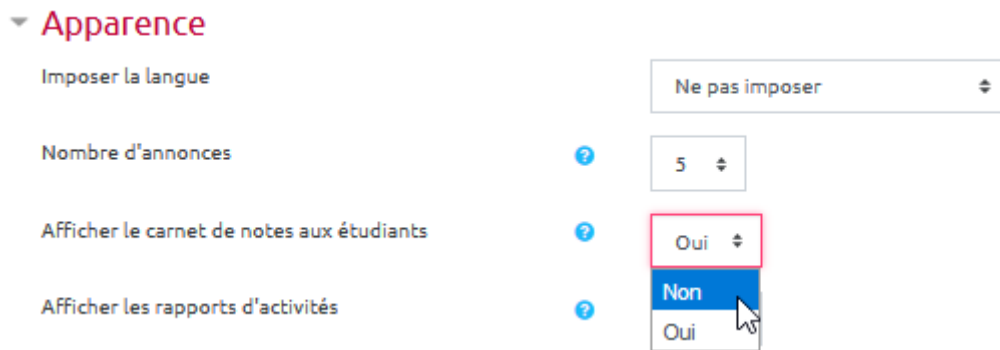 Apparence
Imposer la langue
Ne pas imposer
Nombre d'annonces
5
Afficher le carnet de notes aux étudiants
Oui
Non
Afficher les rapports d'activités
Oui